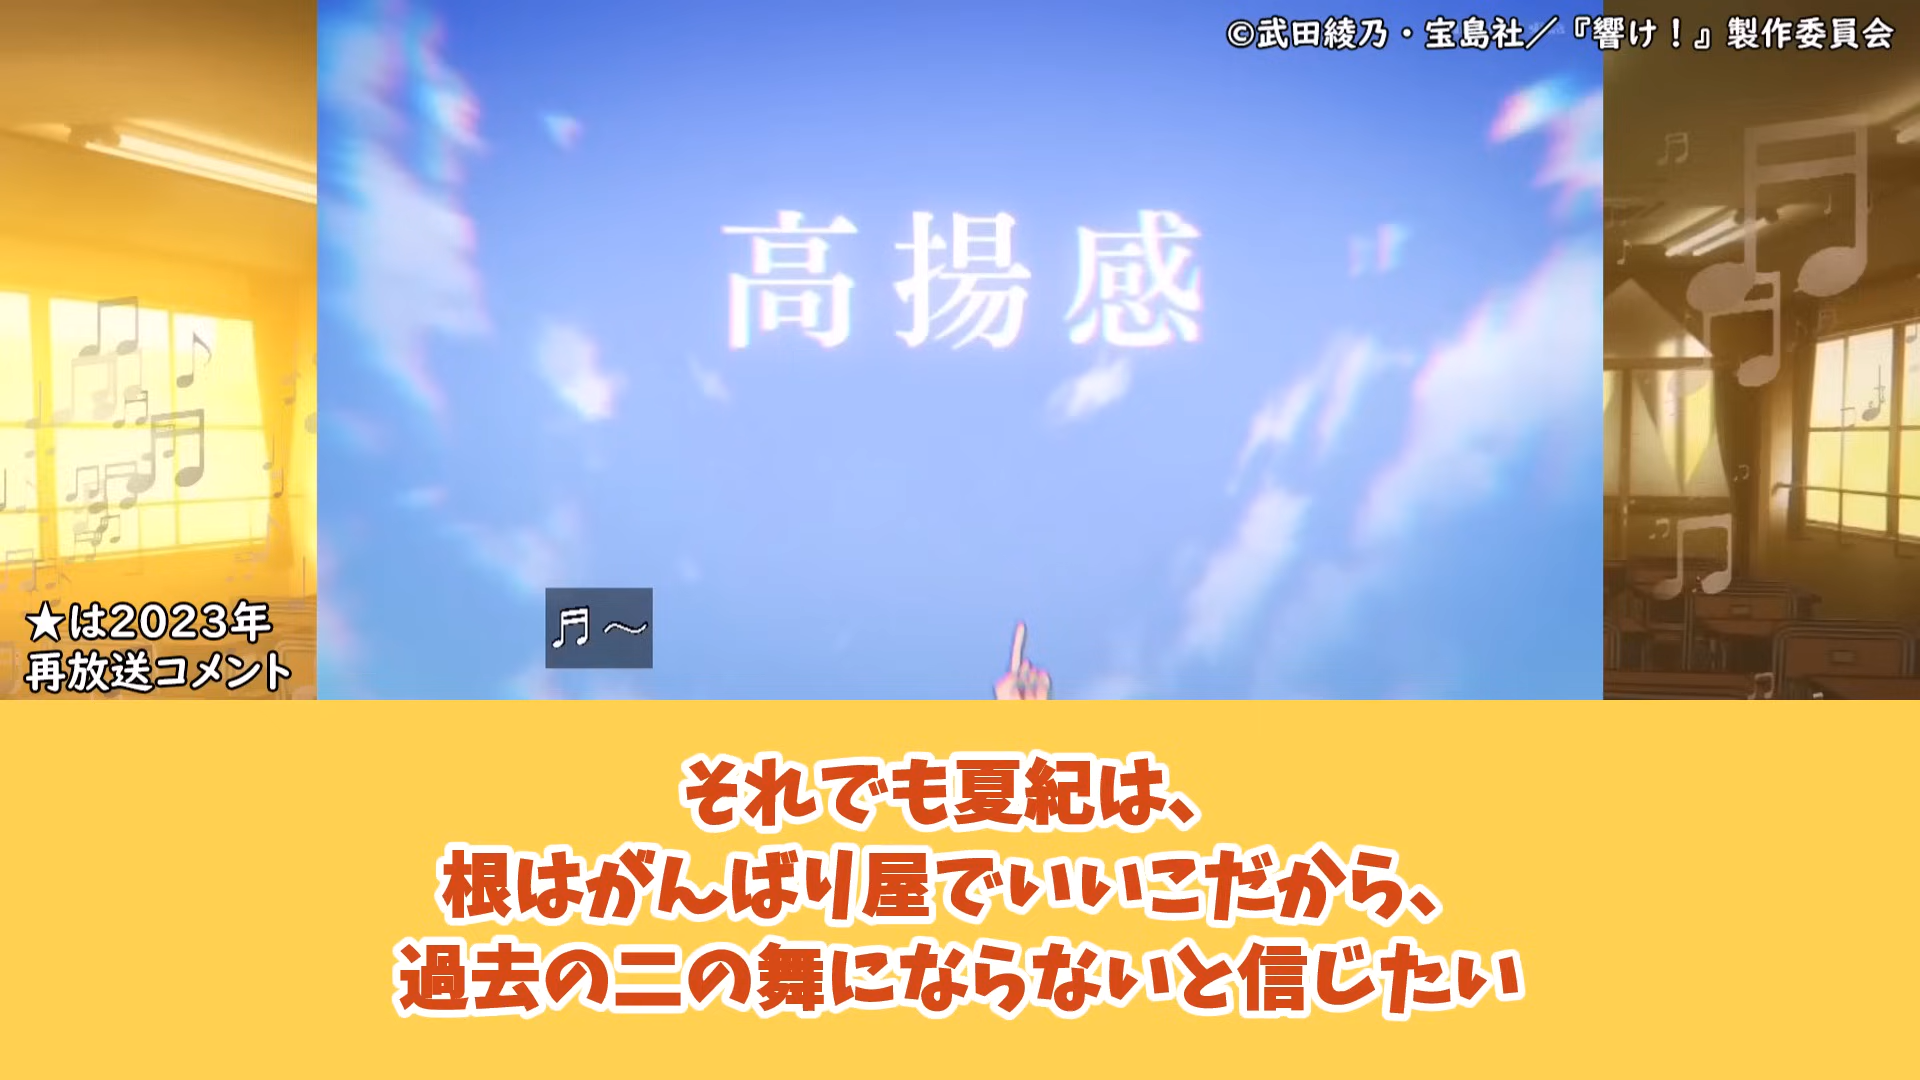 ©武田綾乃・宝島社／『響け！』製作委員会
高揚感
♬～
★は2023年
再放送コメント
それでも夏紀は、
根はがんばり屋でいいこだから、
過去の二の舞にならないと信じたい